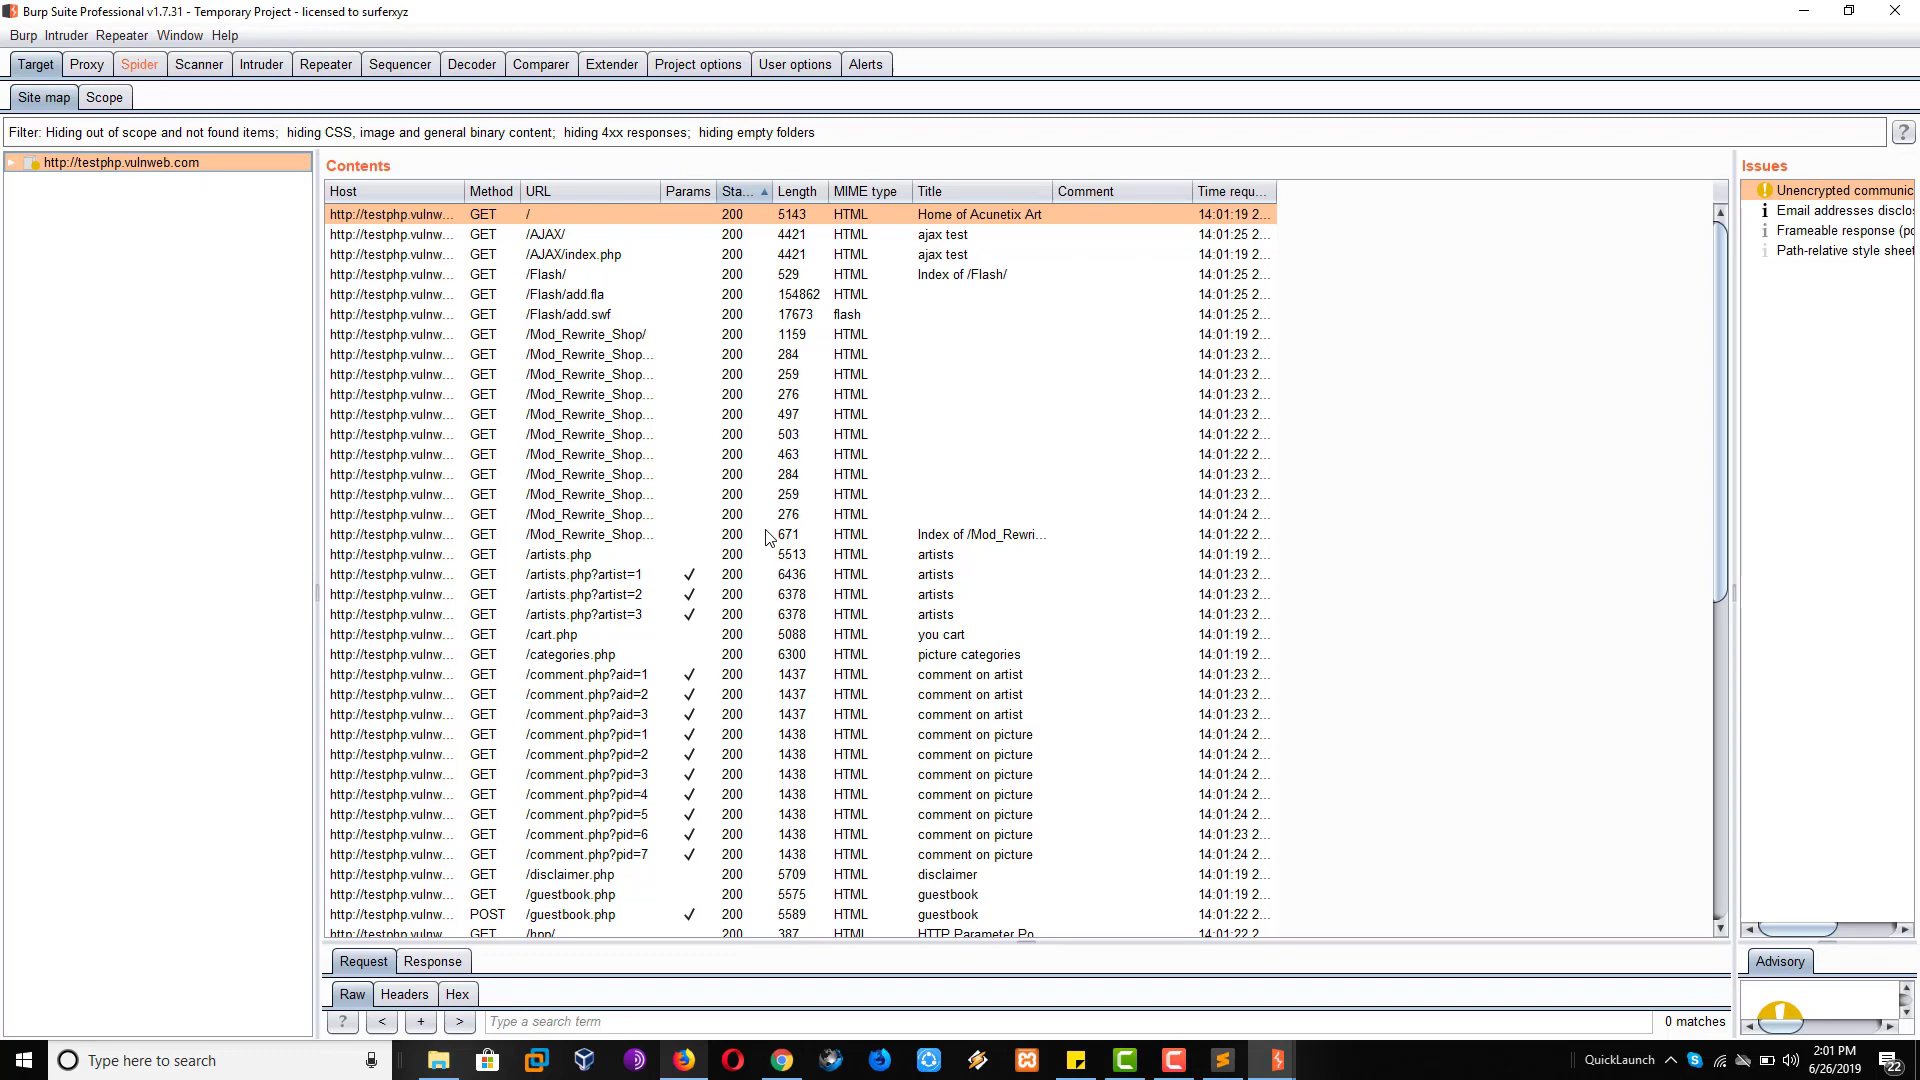 Burp Suite Professional v1.7.31 - Temporary Project - licensed to surferxyz
Burp Intruder Repeater Window Help
Target Proxy Spider Scanner Intruder Repeater Sequencer Decoder Comparer Extender Project options User options Alerts
Site map Scope
Filter: Hiding out of scope and not found items; hiding CSS, image and general binary content; hiding 4xx responses; hiding empty folders ?
http://testphp.vulnweb.com
Contents
Host Method URL Params Sta... Length MIME type Title Comment Time requ...
http://testphp.vulnw... GET / 200 5143 HTML Home of Acunetix Art 14:01:19 2...
http://testphp.vulnw... GET /AJAX/ 200 4421 HTML ajax test 14:01:25 2...
http://testphp.vulnw... GET /AJAX/index.php 200 4421 HTML ajax test 14:01:19 2...
http://testphp.vulnw... GET /Flash/ 200 529 HTML Index of /Flash/ 14:01:25 2...
http://testphp.vulnw... GET /Flash/add.fla 200 154862 HTML 14:01:25 2...
http://testphp.vulnw... GET /Flash/add.swf 200 17673 flash 14:01:25 2...
http://testphp.vulnw... GET /Mod_Rewrite_Shop/ 200 1159 HTML 14:01:19 2...
http://testphp.vulnw... GET /Mod_Rewrite_Shop... 200 284 HTML 14:01:23 2...
http://testphp.vulnw... GET /Mod_Rewrite_Shop... 200 259 HTML 14:01:23 2...
http://testphp.vulnw... GET /Mod_Rewrite_Shop... 200 276 HTML 14:01:23 2...
http://testphp.vulnw... GET /Mod_Rewrite_Shop... 200 497 HTML 14:01:23 2...
http://testphp.vulnw... GET /Mod_Rewrite_Shop... 200 503 HTML 14:01:22 2...
http://testphp.vulnw... GET /Mod_Rewrite_Shop... 200 463 HTML 14:01:22 2...
http://testphp.vulnw... GET /Mod_Rewrite_Shop... 200 284 HTML 14:01:23 2...
http://testphp.vulnw... GET /Mod_Rewrite_Shop... 200 259 HTML 14:01:23 2...
http://testphp.vulnw... GET /Mod_Rewrite_Shop... 200 276 HTML 14:01:24 2...
http://testphp.vulnw... GET /Mod_Rewrite_Shop... 200 671 HTML Index of /Mod_Rewri... 14:01:22 2...
http://testphp.vulnw... GET /artists.php 200 5513 HTML artists 14:01:19 2...
http://testphp.vulnw... GET /artists.php?artist=1 ✓ 200 6436 HTML artists 14:01:23 2...
http://testphp.vulnw... GET /artists.php?artist=2 ✓ 200 6378 HTML artists 14:01:23 2...
http://testphp.vulnw... GET /artists.php?artist=3 ✓ 200 6378 HTML artists 14:01:23 2...
http://testphp.vulnw... GET /cart.php 200 5088 HTML you cart 14:01:19 2...
http://testphp.vulnw... GET /categories.php 200 6300 HTML picture categories 14:01:19 2...
http://testphp.vulnw... GET /comment.php?aid=1 ✓ 200 1437 HTML comment on artist 14:01:23 2...
http://testphp.vulnw... GET /comment.php?aid=2 ✓ 200 1437 HTML comment on artist 14:01:23 2...
http://testphp.vulnw... GET /comment.php?aid=3 ✓ 200 1437 HTML comment on artist 14:01:23 2...
http://testphp.vulnw... GET /comment.php?pid=1 ✓ 200 1438 HTML comment on picture 14:01:24 2...
http://testphp.vulnw... GET /comment.php?pid=2 ✓ 200 1438 HTML comment on picture 14:01:24 2...
http://testphp.vulnw... GET /comment.php?pid=3 ✓ 200 1438 HTML comment on picture 14:01:24 2...
http://testphp.vulnw... GET /comment.php?pid=4 ✓ 200 1438 HTML comment on picture 14:01:24 2...
http://testphp.vulnw... GET /comment.php?pid=5 ✓ 200 1438 HTML comment on picture 14:01:24 2...
http://testphp.vulnw... GET /comment.php?pid=6 ✓ 200 1438 HTML comment on picture 14:01:23 2...
http://testphp.vulnw... GET /comment.php?pid=7 ✓ 200 1438 HTML comment on picture 14:01:24 2...
http://testphp.vulnw... GET /disclaimer.php 200 5709 HTML disclaimer 14:01:19 2...
http://testphp.vulnw... GET /guestbook.php 200 5575 HTML guestbook 14:01:19 2...
http://testphp.vulnw... POST /guestbook.php ✓ 200 5589 HTML guestbook 14:01:22 2...
http://testphp.vulnw... GET /hpp/ 200 387 HTML HTTP Parameter Po 14:01:22 2
Issues
Unencrypted communic
Email addresses disclo
Frameable response (po
Path-relative style sheet
Request Response
Raw Headers Hex
? < + > Type a search term 0 matches
Advisory
Type here to search
QuickLaunch
2:01 PM
6/26/2019
22